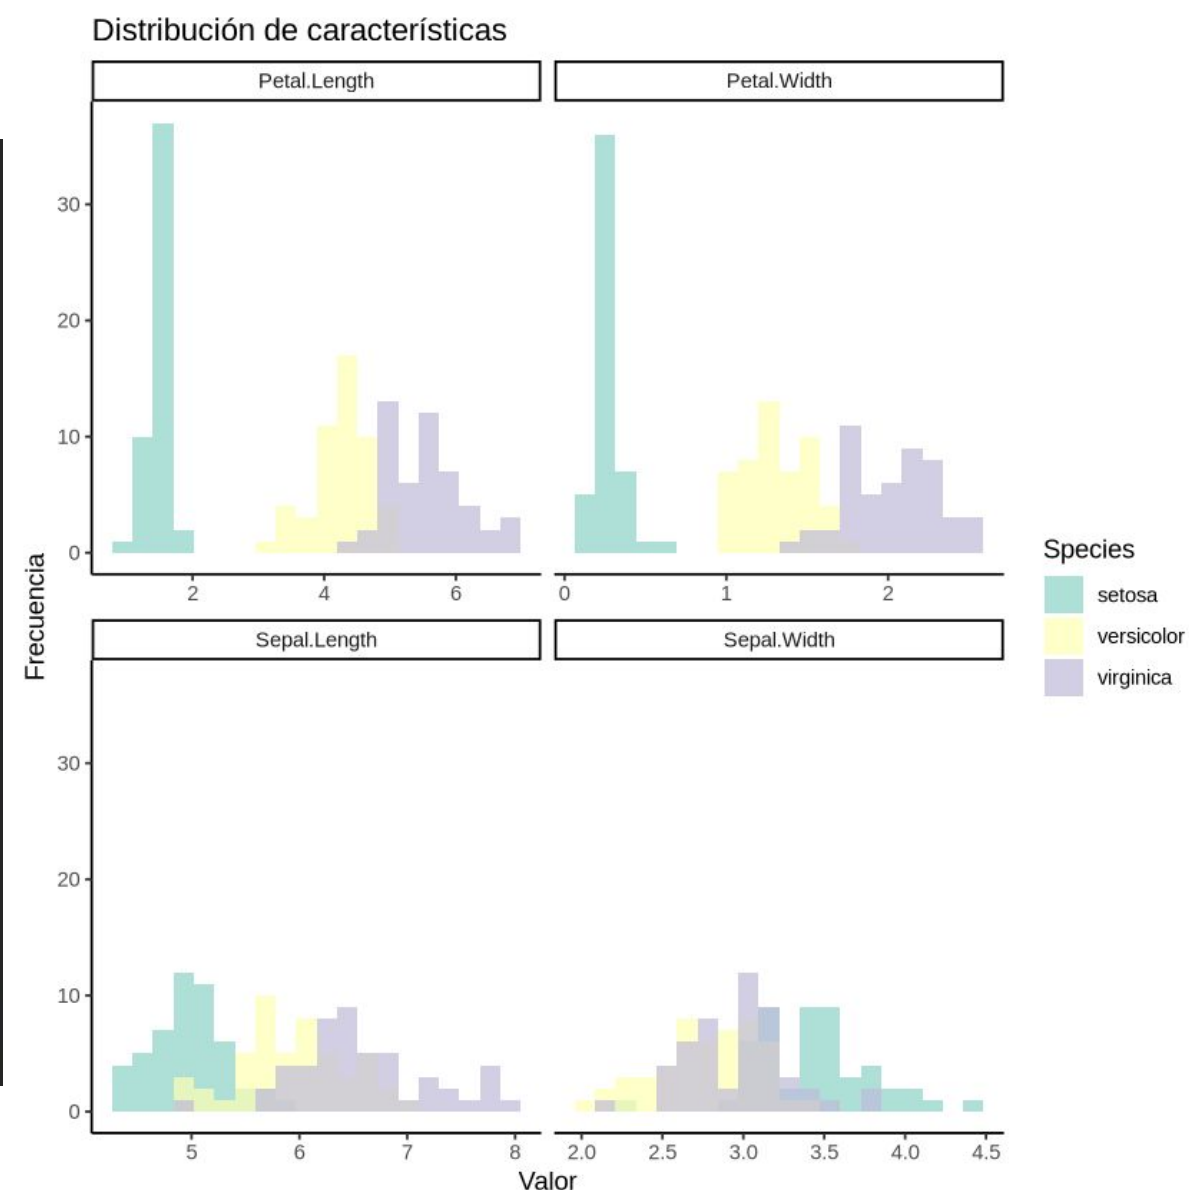 Distribución de características
Petal.Length
Petal.Width
30
20
10
0
2
4
6
0
1
2
Sepal.Length
Sepal.Width
30
20
10
0
5
6
7
8
2.0
2.5
3.0
3.5
4.0
4.5
Frecuencia
Valor
Species
setosa
versicolor
virginica